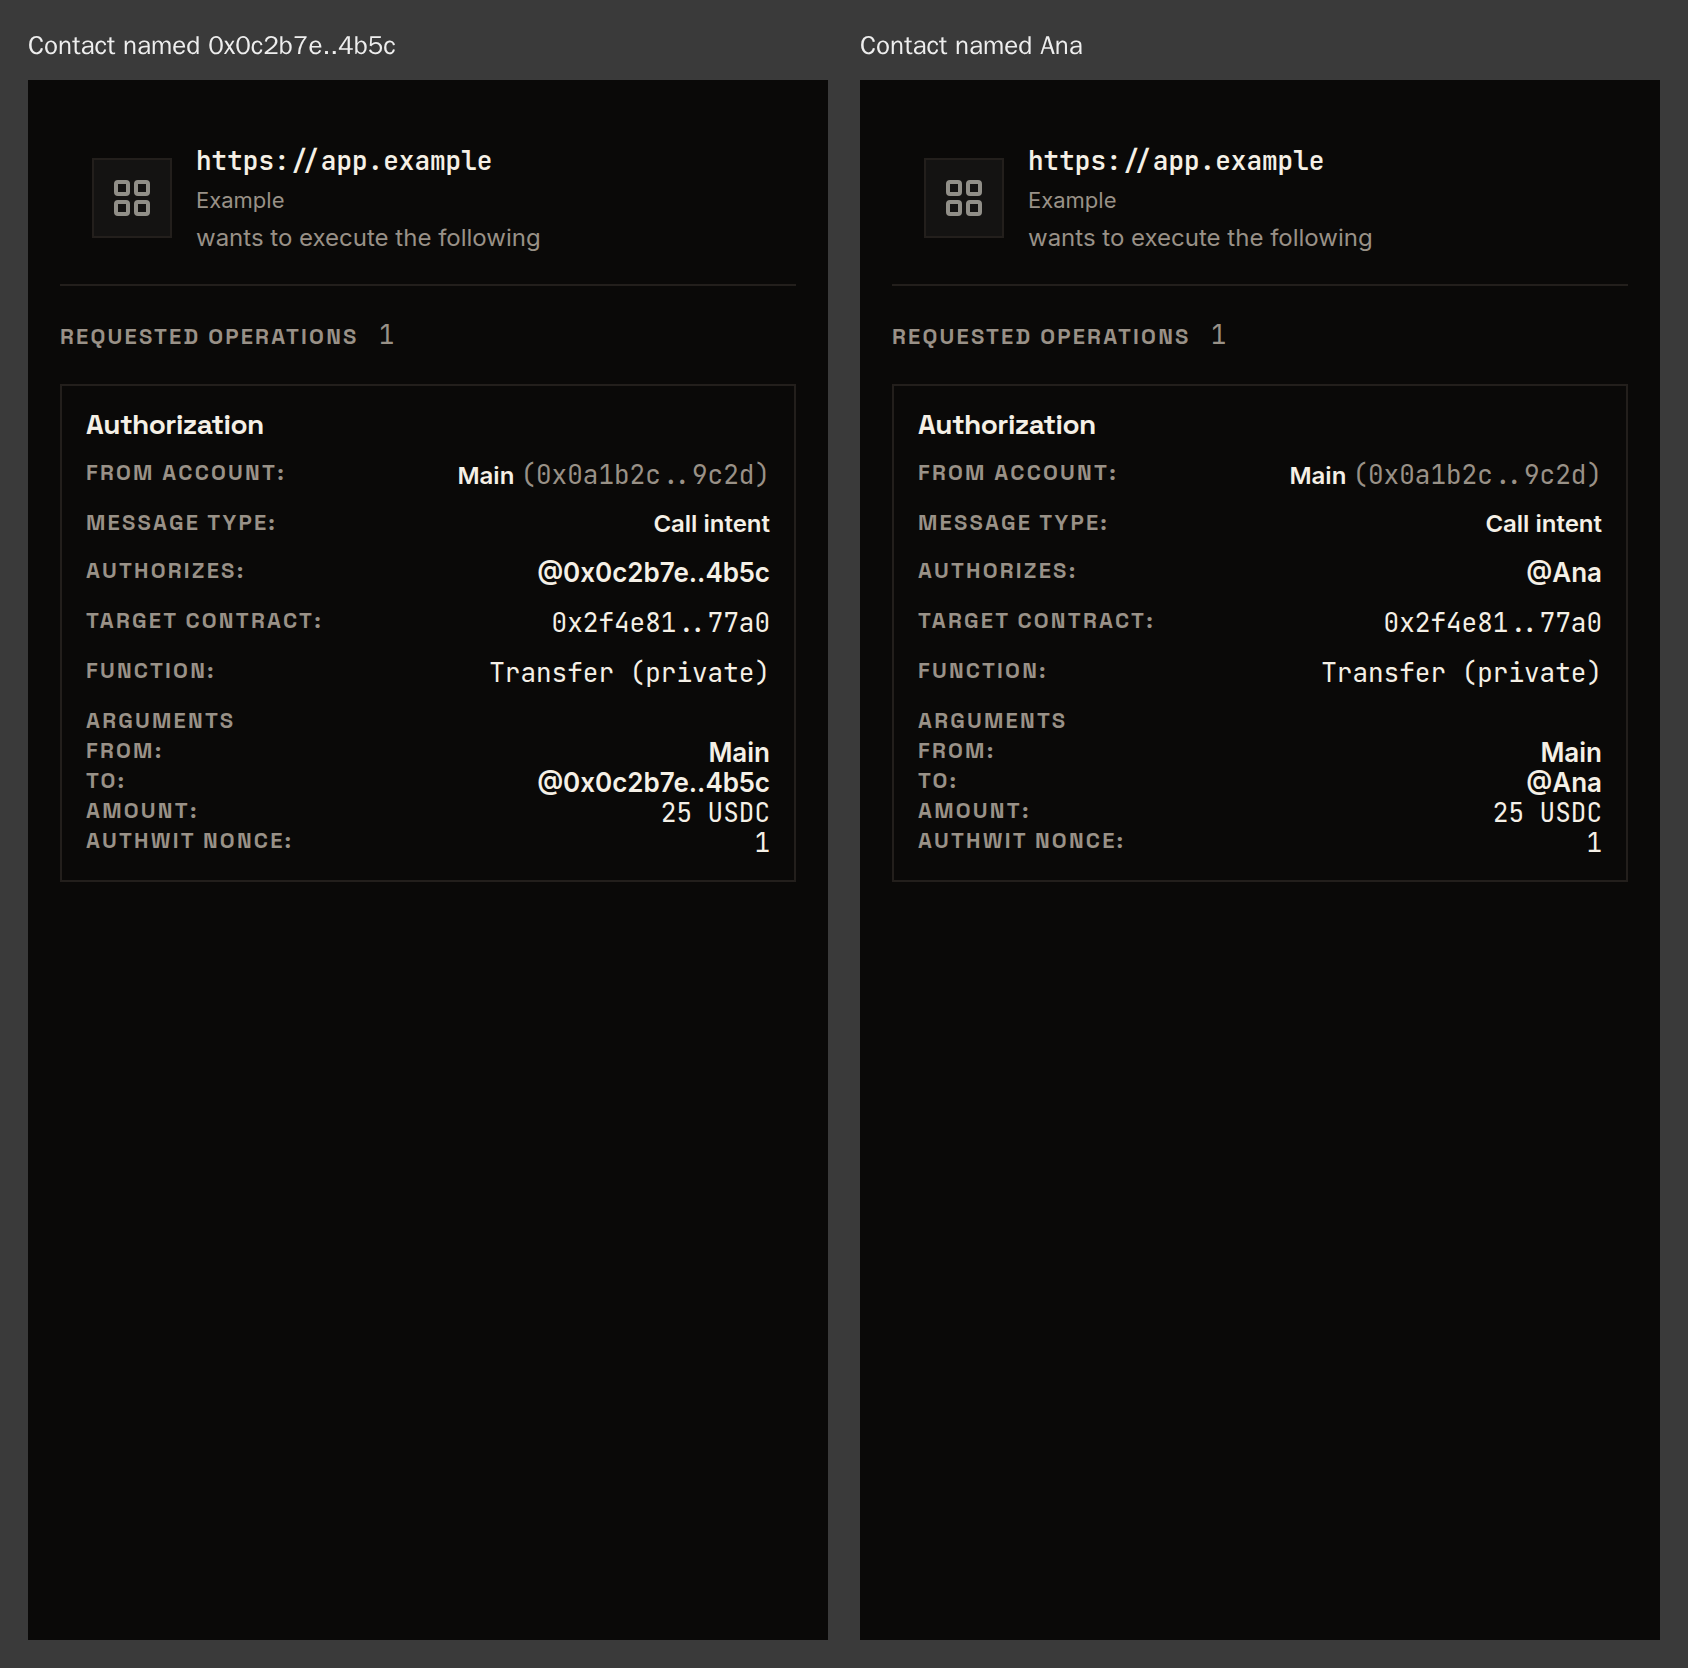 Contact named 0x0c2b7e..4b5c
https://app.example
Example
wants to execute the following
REQUESTED OPERATIONS 1
Authorization
FROM ACCOUNT: Main (0x0a1b2c..9c2d)
MESSAGE TYPE: Call intent
AUTHORIZES: @0x0c2b7e..4b5c
TARGET CONTRACT: 0x2f4e81..77a0
FUNCTION: Transfer (private)
ARGUMENTS
FROM: Main
TO: @0x0c2b7e..4b5c
AMOUNT: 25 USDC
AUTHWIT NONCE: 1
Contact named Ana
https://app.example
Example
wants to execute the following
REQUESTED OPERATIONS 1
Authorization
FROM ACCOUNT: Main (0x0a1b2c..9c2d)
MESSAGE TYPE: Call intent
AUTHORIZES: @Ana
TARGET CONTRACT: 0x2f4e81..77a0
FUNCTION: Transfer (private)
ARGUMENTS
FROM: Main
TO: @Ana
AMOUNT: 25 USDC
AUTHWIT NONCE: 1